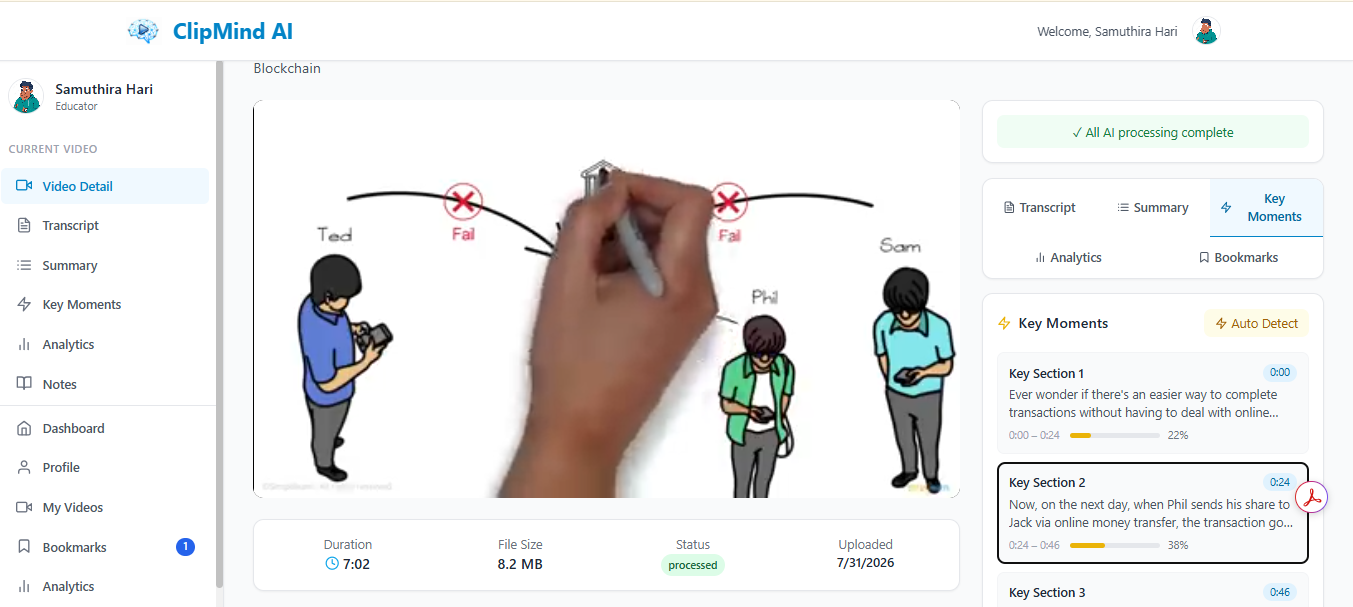 ClipMind AI
Welcome, Samuthira Hari
Samuthira Hari
Educator
CURRENT VIDEO
Video Detail
Transcript
Summary
Key Moments
Analytics
Notes
Dashboard
Profile
My Videos
Bookmarks
1
Analytics
Blockchain
Ted
Fail
Fail
Sam
Phil
Duration
7:02
File Size
8.2 MB
Status
processed
Uploaded
7/31/2026
✓ All AI processing complete
Transcript
Summary
Key
Moments
Analytics
Bookmarks
Key Moments
Auto Detect
Key Section 1
0:00
Ever wonder if there's an easier way to complete
transactions without having to deal with online...
0:00 – 0:24
22%
Key Section 2
0:24
Now, on the next day, when Phil sends his share to
Jack via online money transfer, the transaction go...
0:24 – 0:46
38%
Key Section 3
0:46